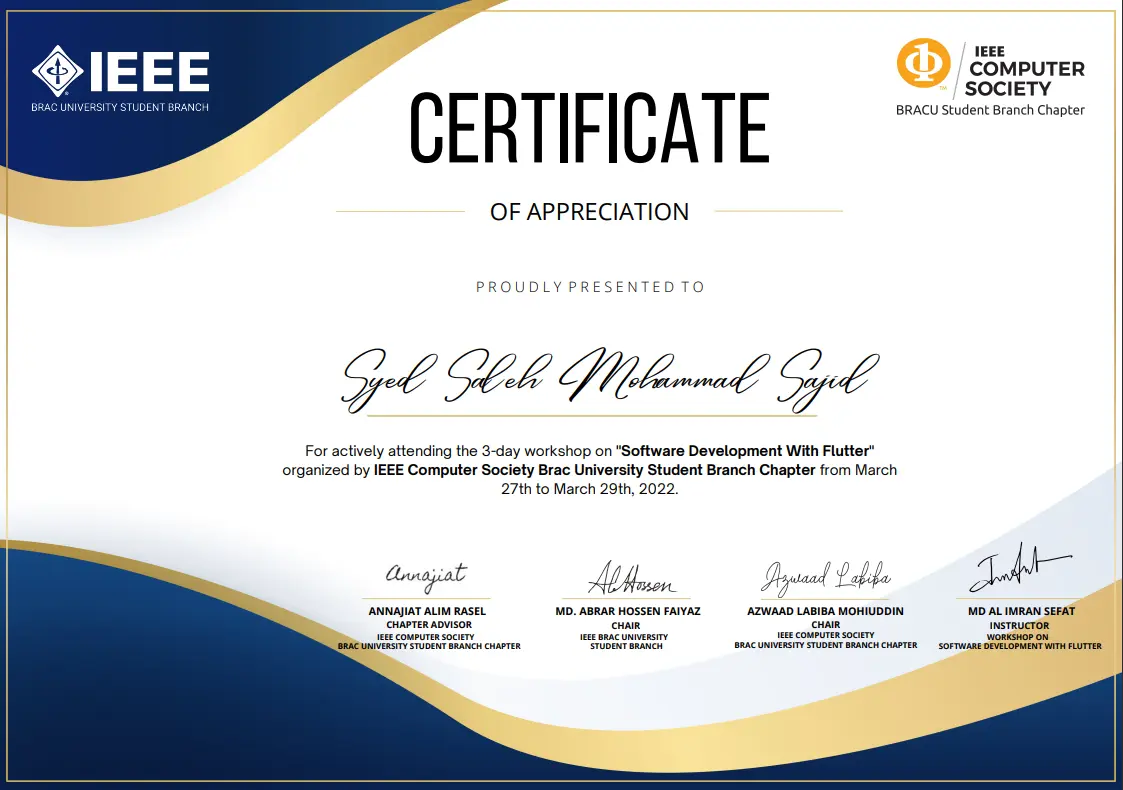 IEEE
BRAC UNIVERSITY STUDENT BRANCH
IEEE
COMPUTER
SOCIETY
BRACU Student Branch Chapter
CERTIFICATE
OF APPRECIATION
PROUDLY PRESENTED TO
Syed Saleh Mohammad Sajid
For actively attending the 3-day workshop on "Software Development With Flutter"
organized by IEEE Computer Society Brac University Student Branch Chapter from March
27th to March 29th, 2022.
Annajiat
ANNAJIAT ALIM RASEL
CHAPTER ADVISOR
IEEE COMPUTER SOCIETY
BRAC UNIVERSITY STUDENT BRANCH CHAPTER
MD. ABRAR HOSSEN FAIYAZ
CHAIR
IEEE BRAC UNIVERSITY
STUDENT BRANCH
Azwaad Labiba
AZWAAD LABIBA MOHIUDDIN
CHAIR
IEEE COMPUTER SOCIETY
BRAC UNIVERSITY STUDENT BRANCH CHAPTER
MD AL IMRAN SEFAT
INSTRUCTOR
WORKSHOP ON
SOFTWARE DEVELOPMENT WITH FLUTTER